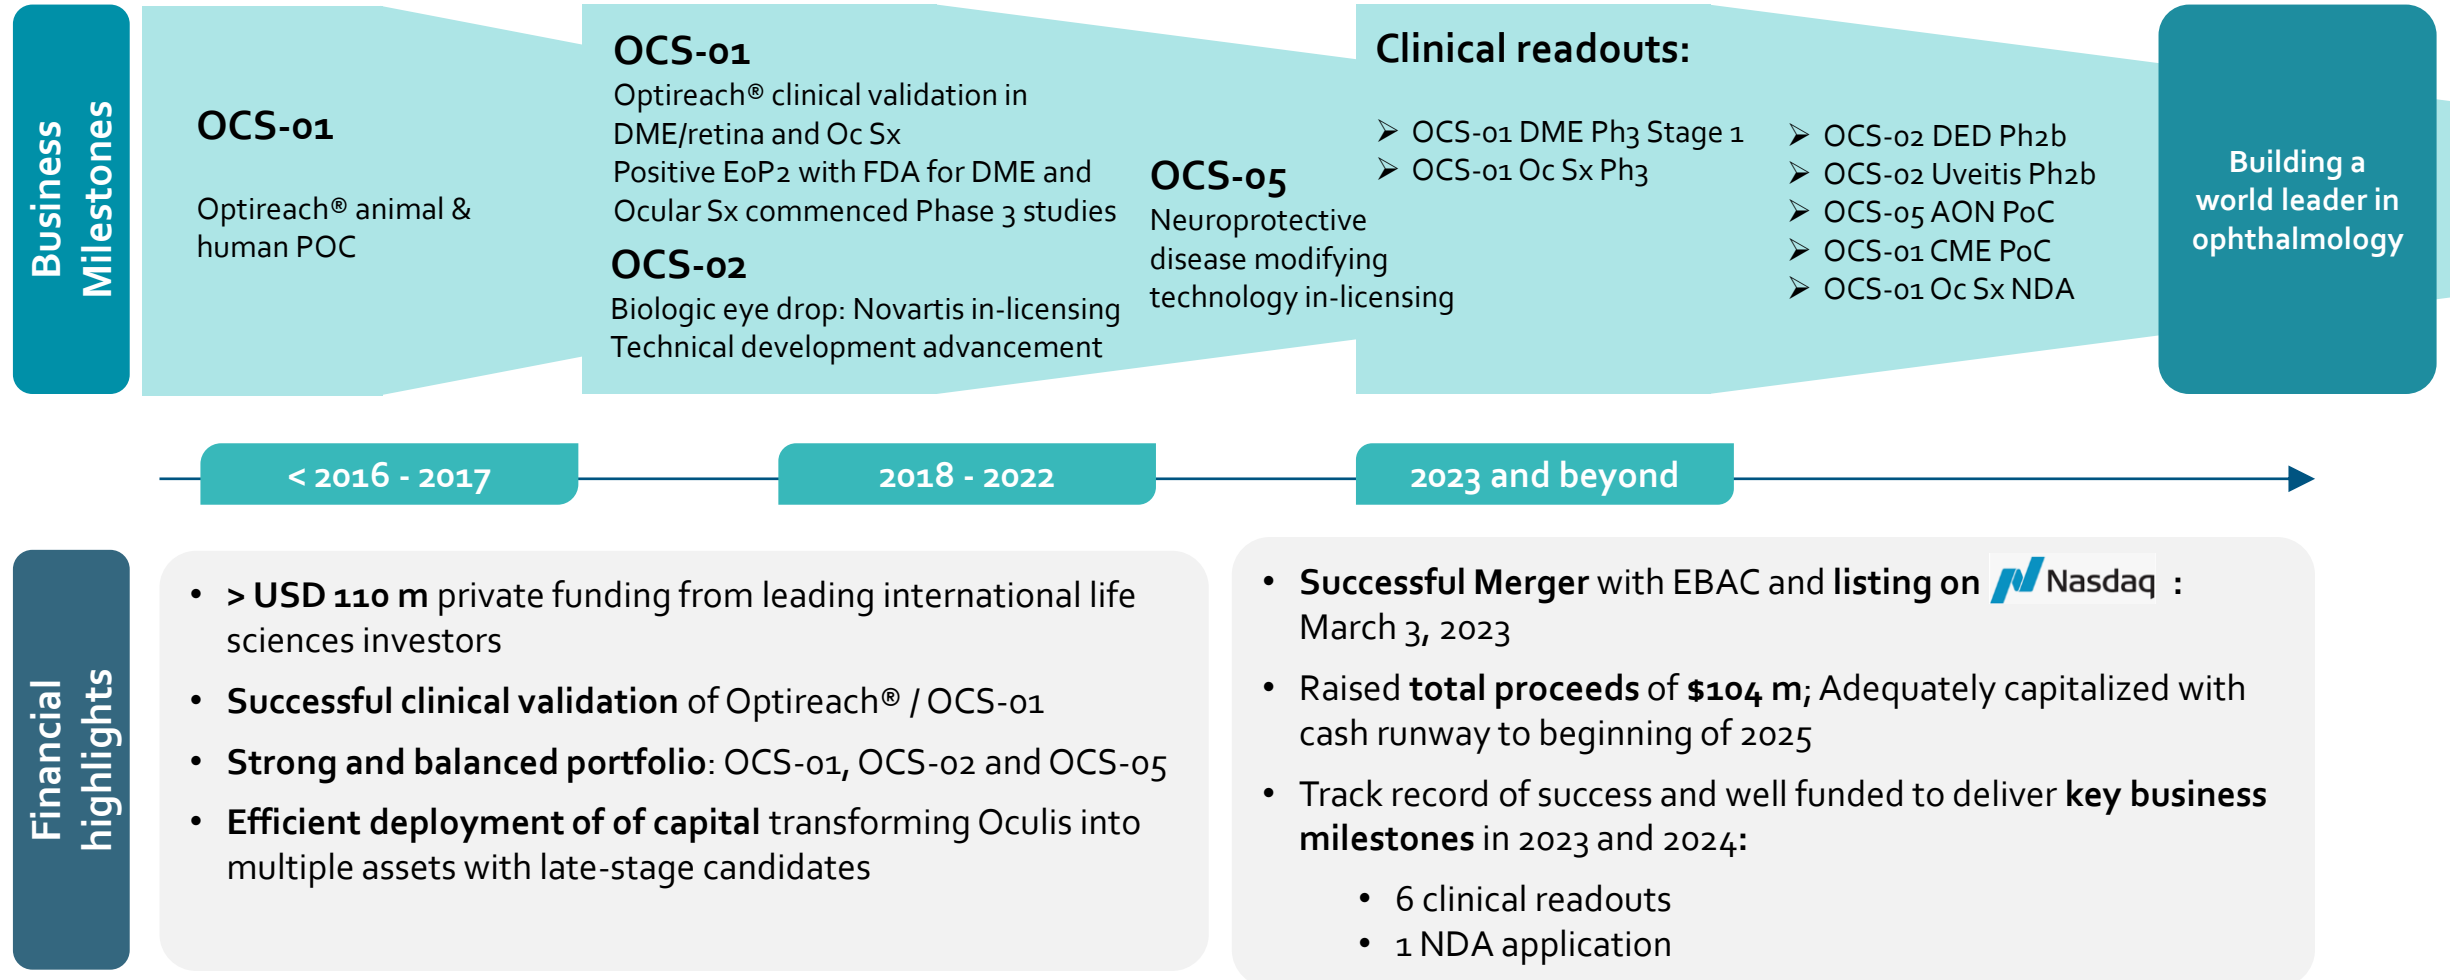 Business
Milestones
OCS-01
Optireach® animal &
human POC
OCS-01
Optireach® clinical validation in
DME/retina and Oc Sx
Positive EoP2 with FDA for DME and
Ocular Sx commenced Phase 3 studies
OCS-02
Biologic eye drop: Novartis in-licensing
Technical development advancement
OCS-05
Neuroprotective
disease modifying
technology in-licensing
Clinical readouts:
➢ OCS-01 DME Ph3 Stage 1
➢ OCS-01 Oc Sx Ph3
➢ OCS-02 DED Ph2b
➢ OCS-02 Uveitis Ph2b
➢ OCS-05 AON PoC
➢ OCS-01 CME PoC
➢ OCS-01 Oc Sx NDA
Building a
world leader in
ophthalmology
< 2016 - 2017
2018 - 2022
2023 and beyond
Financial
highlights
• > USD 110 m private funding from leading international life
sciences investors
• Successful clinical validation of Optireach® / OCS-01
• Strong and balanced portfolio: OCS-01, OCS-02 and OCS-05
• Efficient deployment of of capital transforming Oculis into
multiple assets with late-stage candidates
• Successful Merger with EBAC and listing on Nasdaq :
March 3, 2023
• Raised total proceeds of $104 m; Adequately capitalized with
cash runway to beginning of 2025
• Track record of success and well funded to deliver key business
milestones in 2023 and 2024:
• 6 clinical readouts
• 1 NDA application